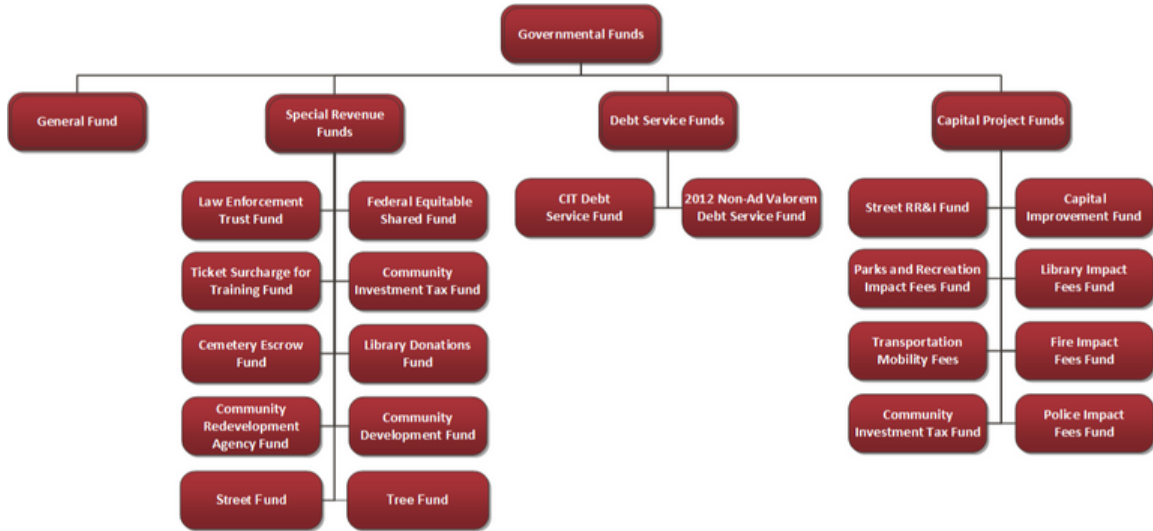 Governmental Funds
General Fund
Special Revenue
Funds
Debt Service Funds
Capital Project Funds
Law Enforcement
Trust Fund
Federal Equitable
Shared Fund
Ticket Surcharge for
Training Fund
Community
Investment Tax Fund
Cemetery Escrow
Fund
Library Donations
Fund
Community
Redevelopment
Agency Fund
Community
Development Fund
Street Fund
Tree Fund
CIT Debt
Service Fund
2012 Non-Ad Valorem
Debt Service Fund
Street RR&I Fund
Capital
Improvement Fund
Parks and Recreation
Impact Fees Fund
Library Impact
Fees Fund
Transportation
Mobility Fees
Fire Impact
Fees Fund
Community
Investment Tax Fund
Police Impact
Fees Fund